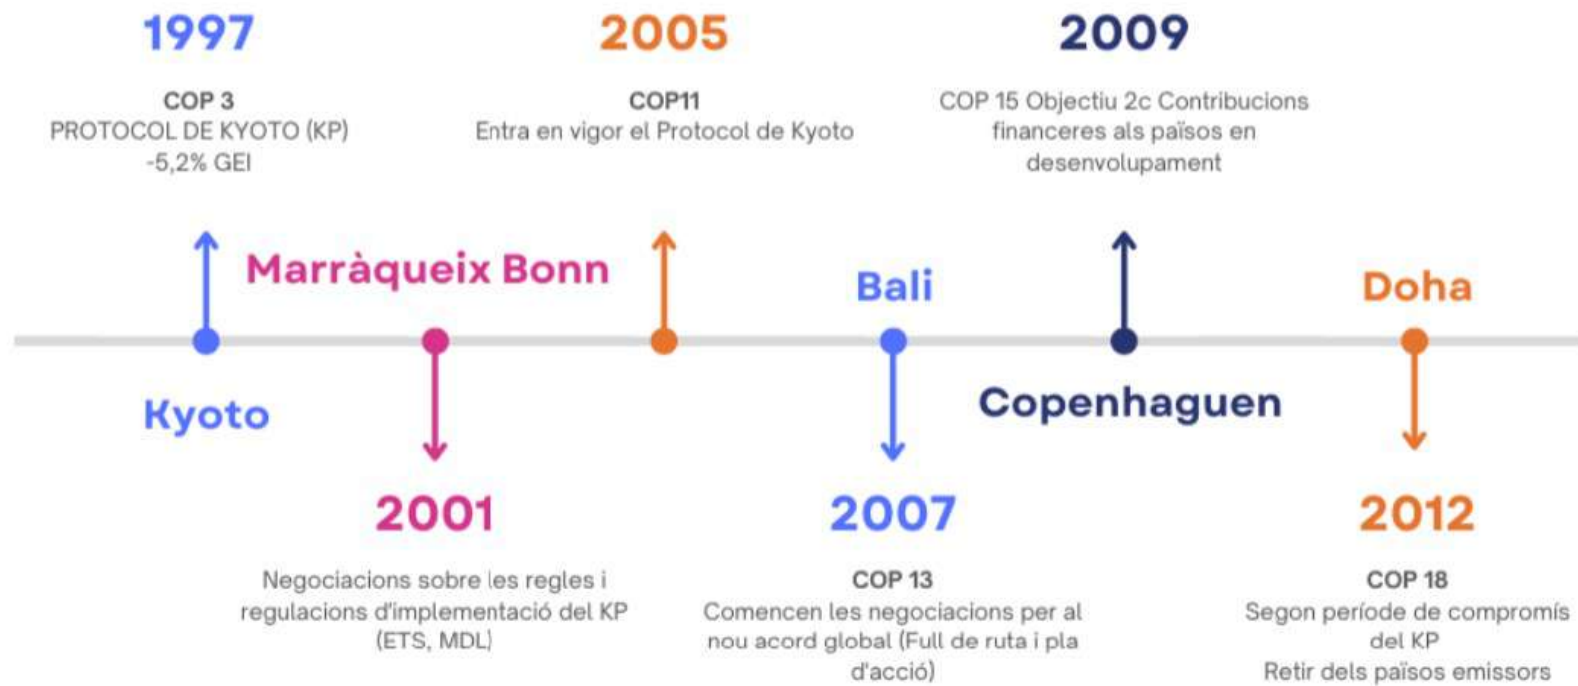 1997
COP 3
PROTOCOL DE KYOTO (KP)
-5,2% GEI
2005
COP11
Entra en vigor el Protocol de Kyoto
2009
COP 15 Objectiu 2c Contribucions
financeres als països en
desenvolupament
Marràqueix Bonn
Bali
Doha
Kyoto
Copenhaguen
2001
Negociacions sobre les regles i
regulacions d'implementació del KP
(ETS, MDL)
2007
COP 13
Comencen les negociacions per al
nou acord global (Full de ruta i pla
d'acció)
2012
COP 18
Segon període de compromís
del KP
Retir dels països emissors